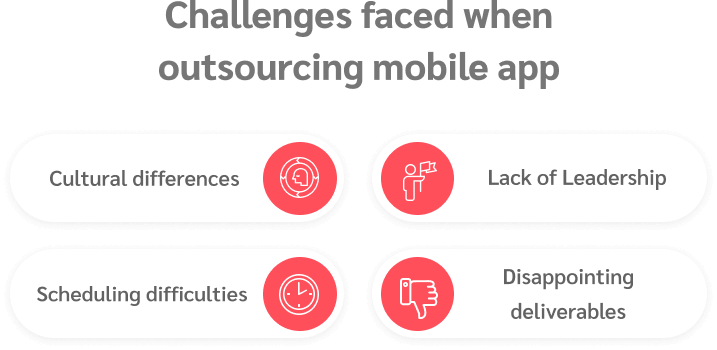 Challenges faced when
outsourcing mobile app
Cultural differences
Lack of Leadership
Scheduling difficulties
Disappointing
deliverables